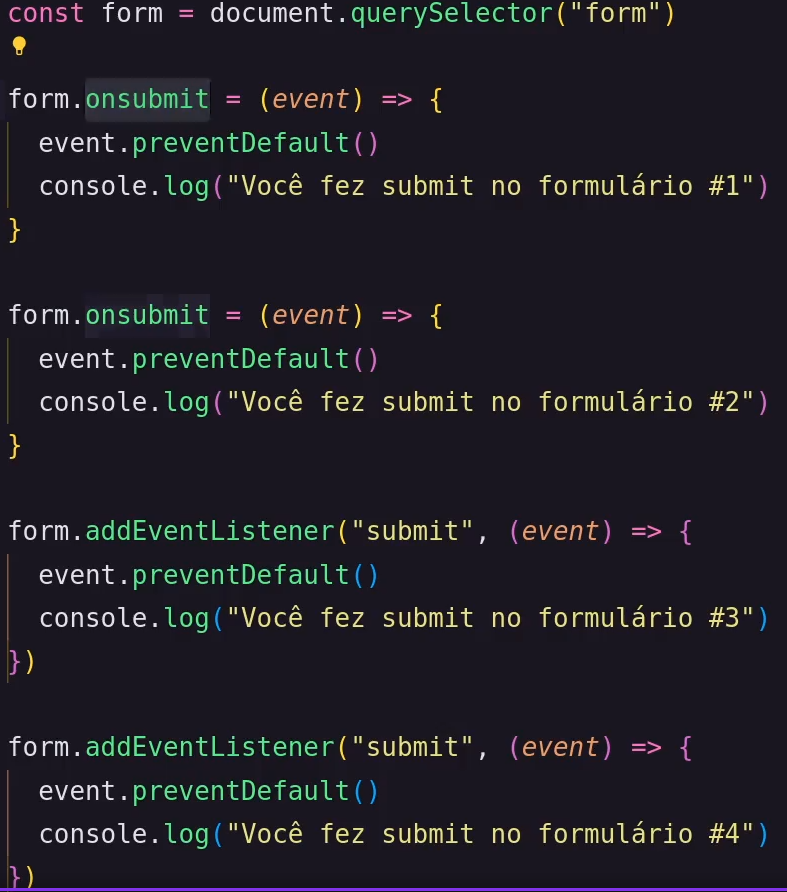 const form = document.querySelector("form")
form.onsubmit = (event) => {
  event.preventDefault()
  console.log("Você fez submit no formulário #1")
}
form.onsubmit = (event) => {
  event.preventDefault()
  console.log("Você fez submit no formulário #2")
}
form.addEventListener("submit", (event) => {
  event.preventDefault()
  console.log("Você fez submit no formulário #3")
})
form.addEventListener("submit", (event) => {
  event.preventDefault()
  console.log("Você fez submit no formulário #4")
})